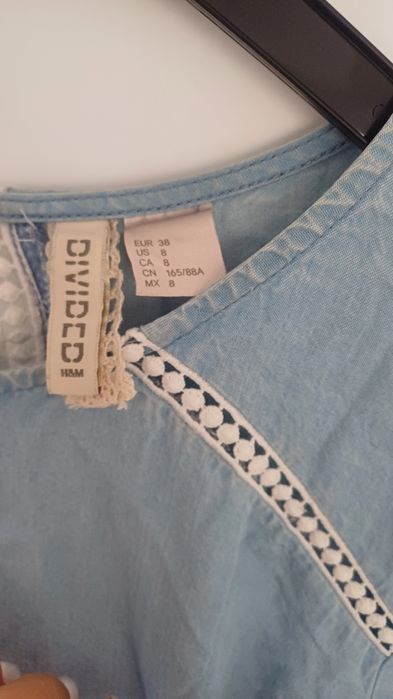 DIVIDED
H&M
EUR 38
US 8
CA 8
CN 165/88A
MX 8